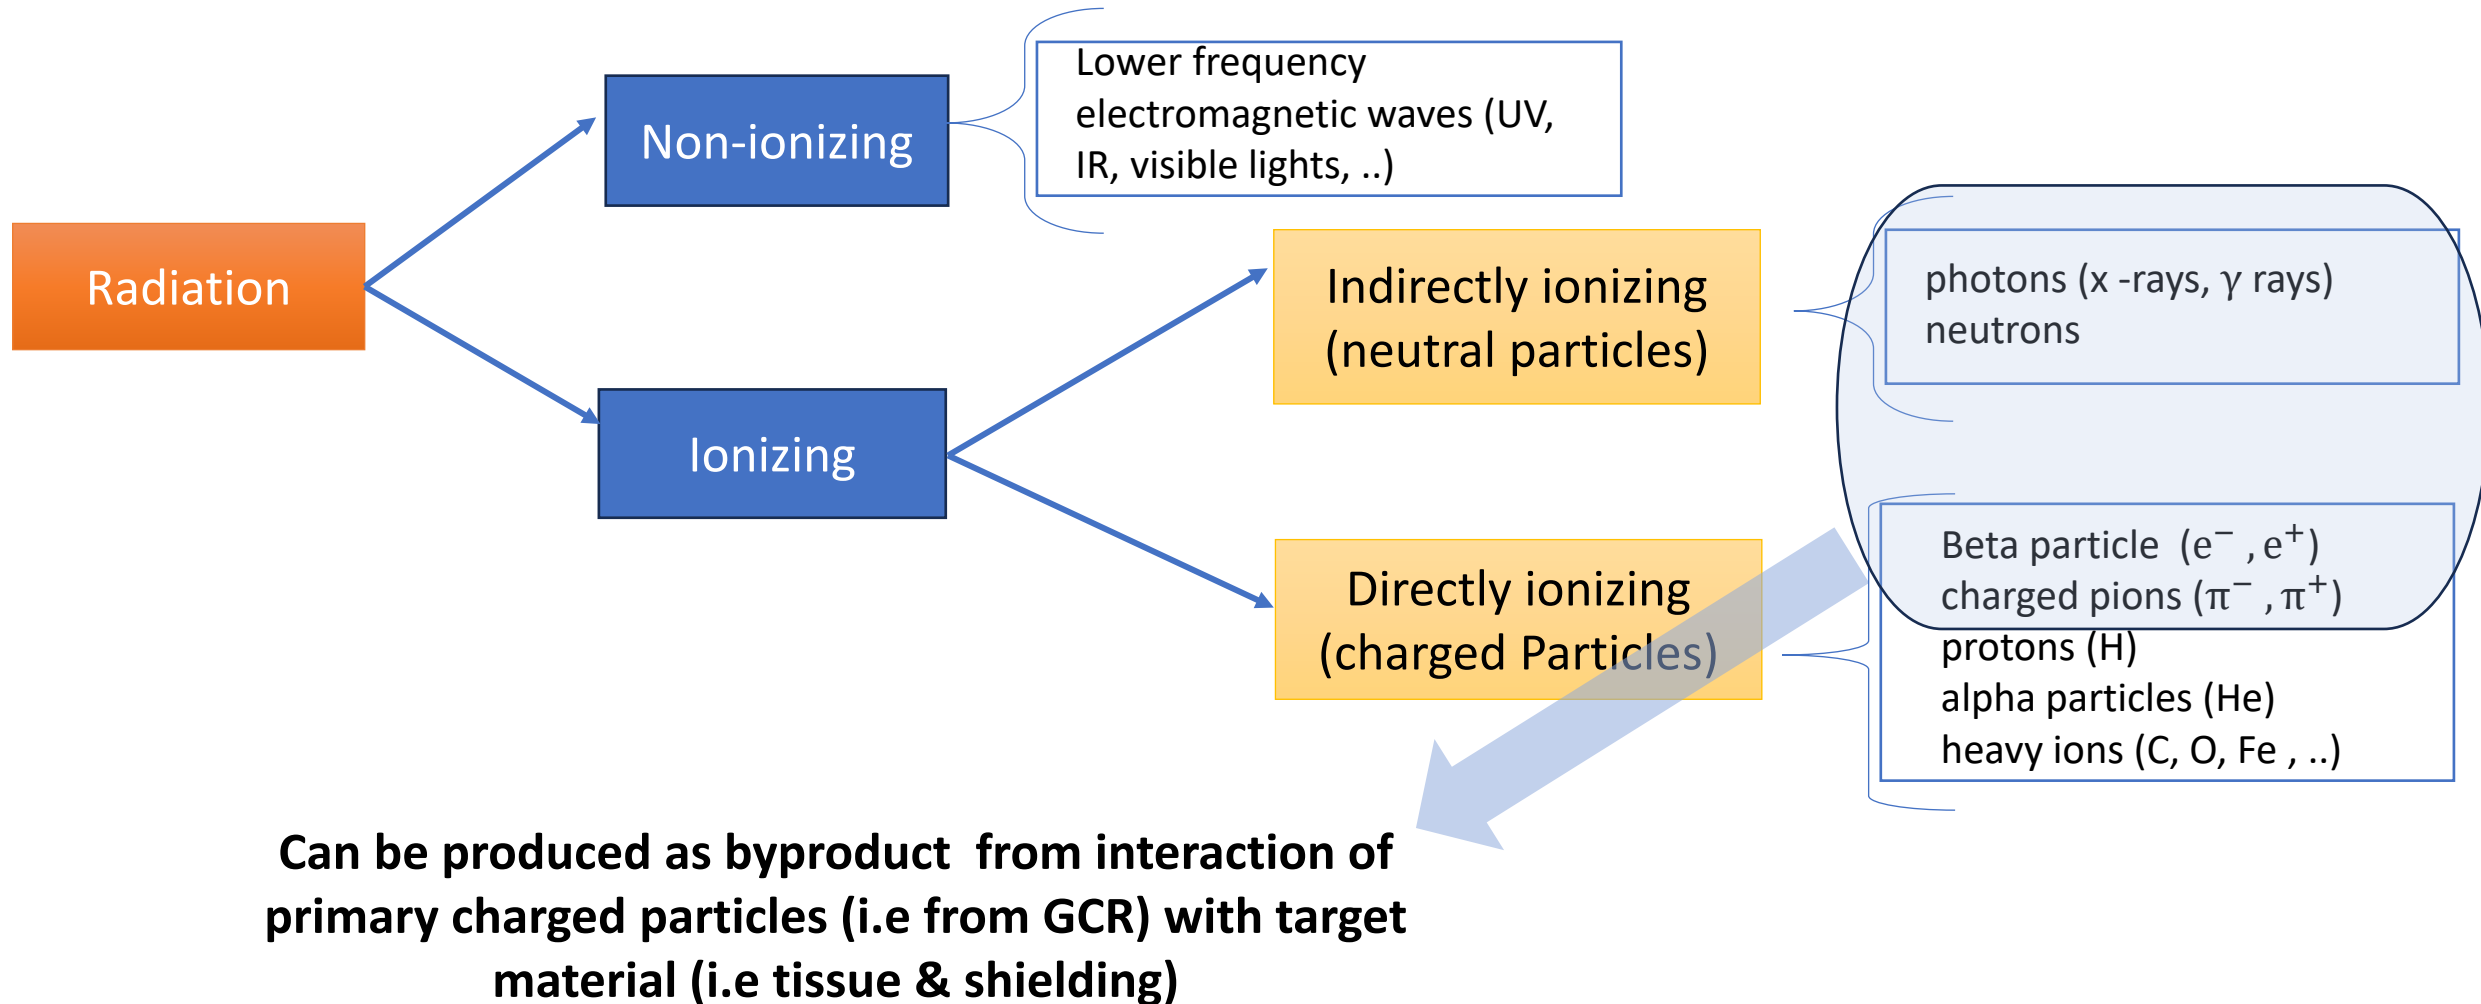 Lower frequency
electromagnetic waves (UV,
IR, visible lights, ..)
Non-ionizing
Radiation
Indirectly ionizing
(neutral particles)
photons (x -rays, γ rays)
neutrons
Ionizing
Directly ionizing
(charged Particles)
Beta particle (e⁻ , e⁺)
charged pions (π⁻ , π⁺)
protons (H)
alpha particles (He)
heavy ions (C, O, Fe , ..)
Can be produced as byproduct from interaction of
primary charged particles (i.e from GCR) with target
material (i.e tissue & shielding)